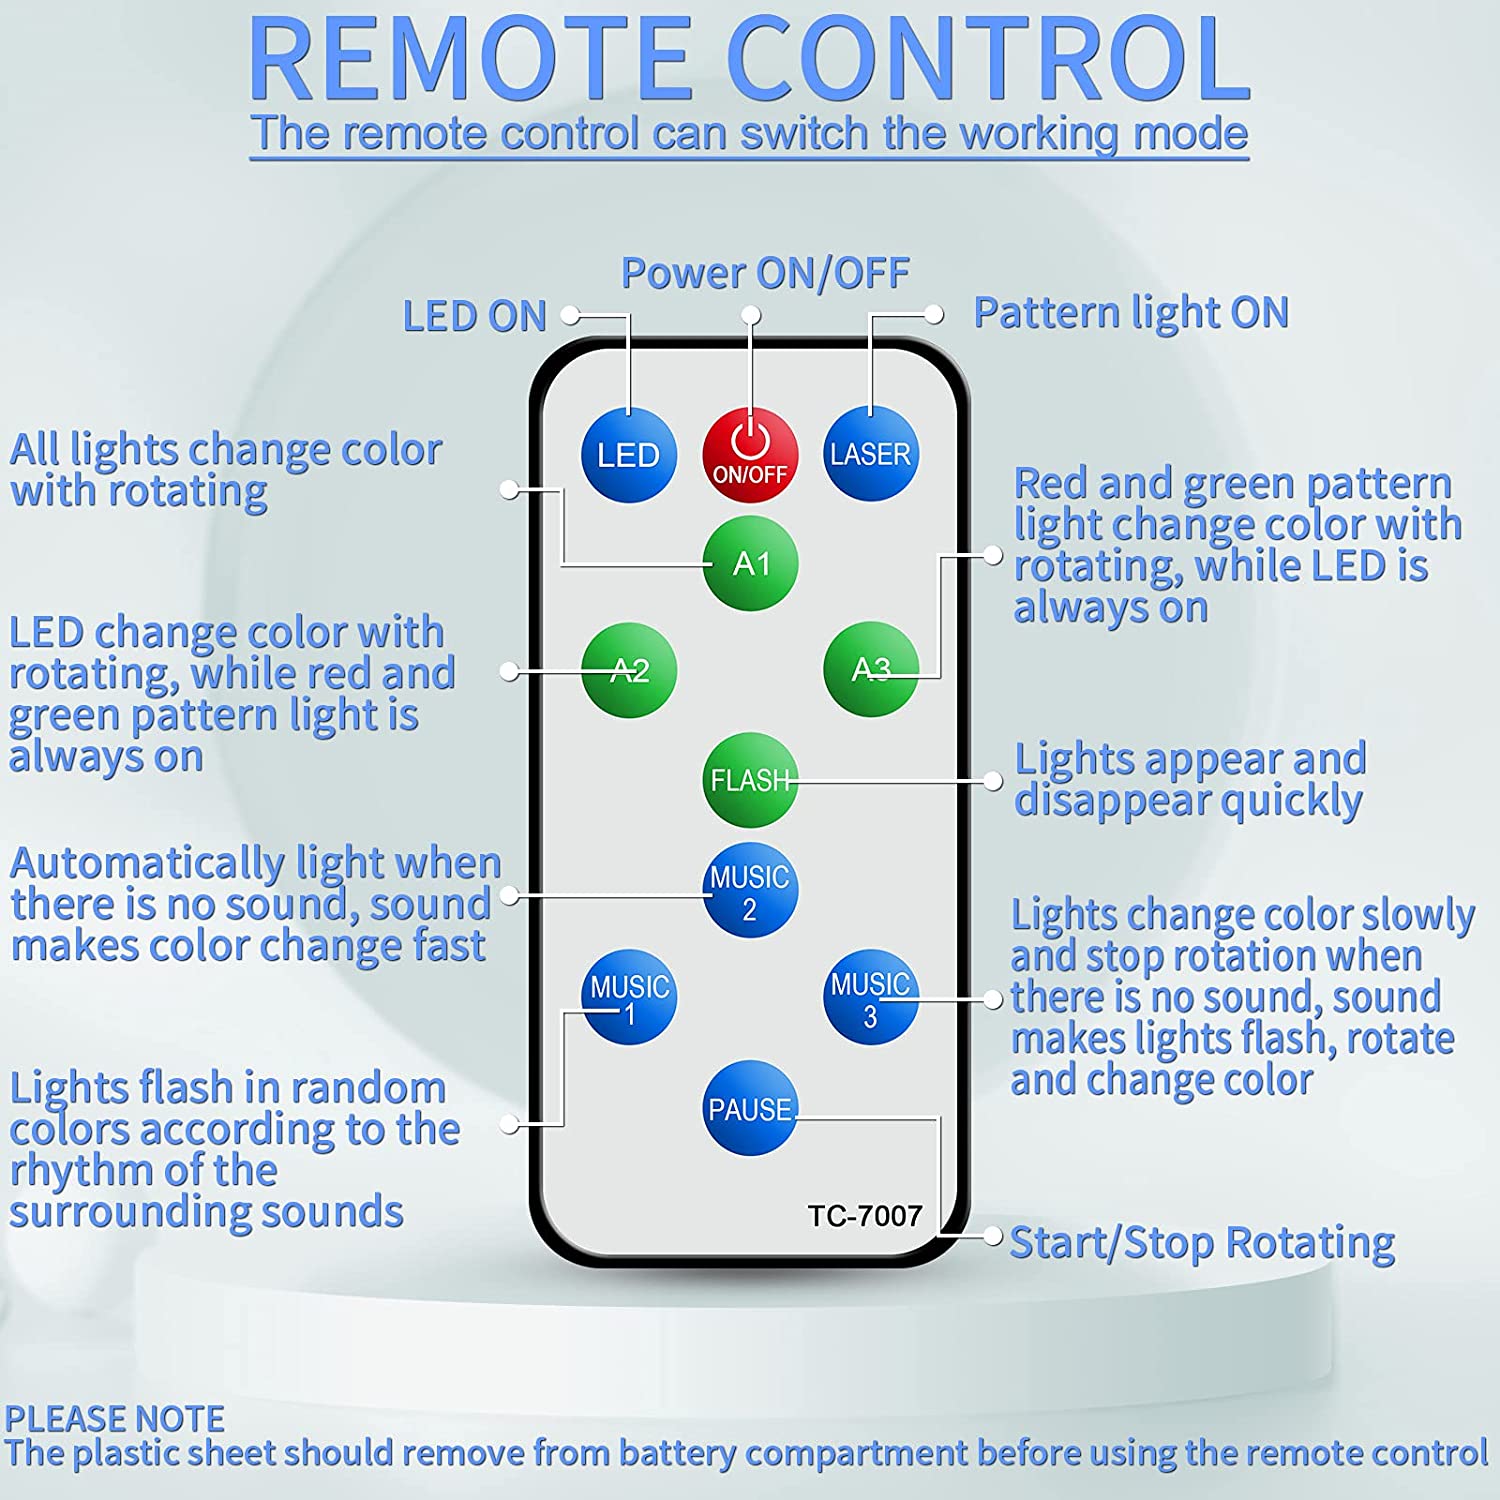 REMOTE CONTROL
The remote control can switch the working mode
Power ON/OFF
LED ON
Pattern light ON
LED
ON/OFF
LASER
All lights change color
with rotating
A1
Red and green pattern
light change color with
rotating, while LED is
always on
LED change color with
rotating, while red and
green pattern light is
always on
A2
A3
FLASH
Lights appear and
disappear quickly
Automatically light when
there is no sound, sound
makes color change fast
MUSIC
2
Lights change color slowly
and stop rotation when
there is no sound, sound
makes lights flash, rotate
and change color
MUSIC
1
MUSIC
3
Lights flash in random
colors according to the
rhythm of the
surrounding sounds
PAUSE
TC-7007
Start/Stop Rotating
PLEASE NOTE
The plastic sheet should remove from battery compartment before using the remote control